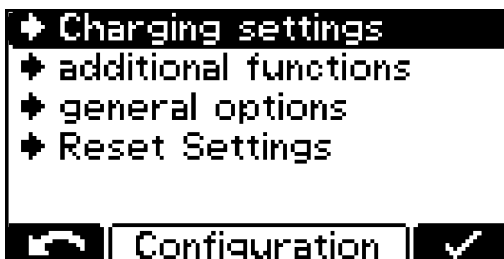 Charging settings
additional functions
general options
Reset Settings
Configuration